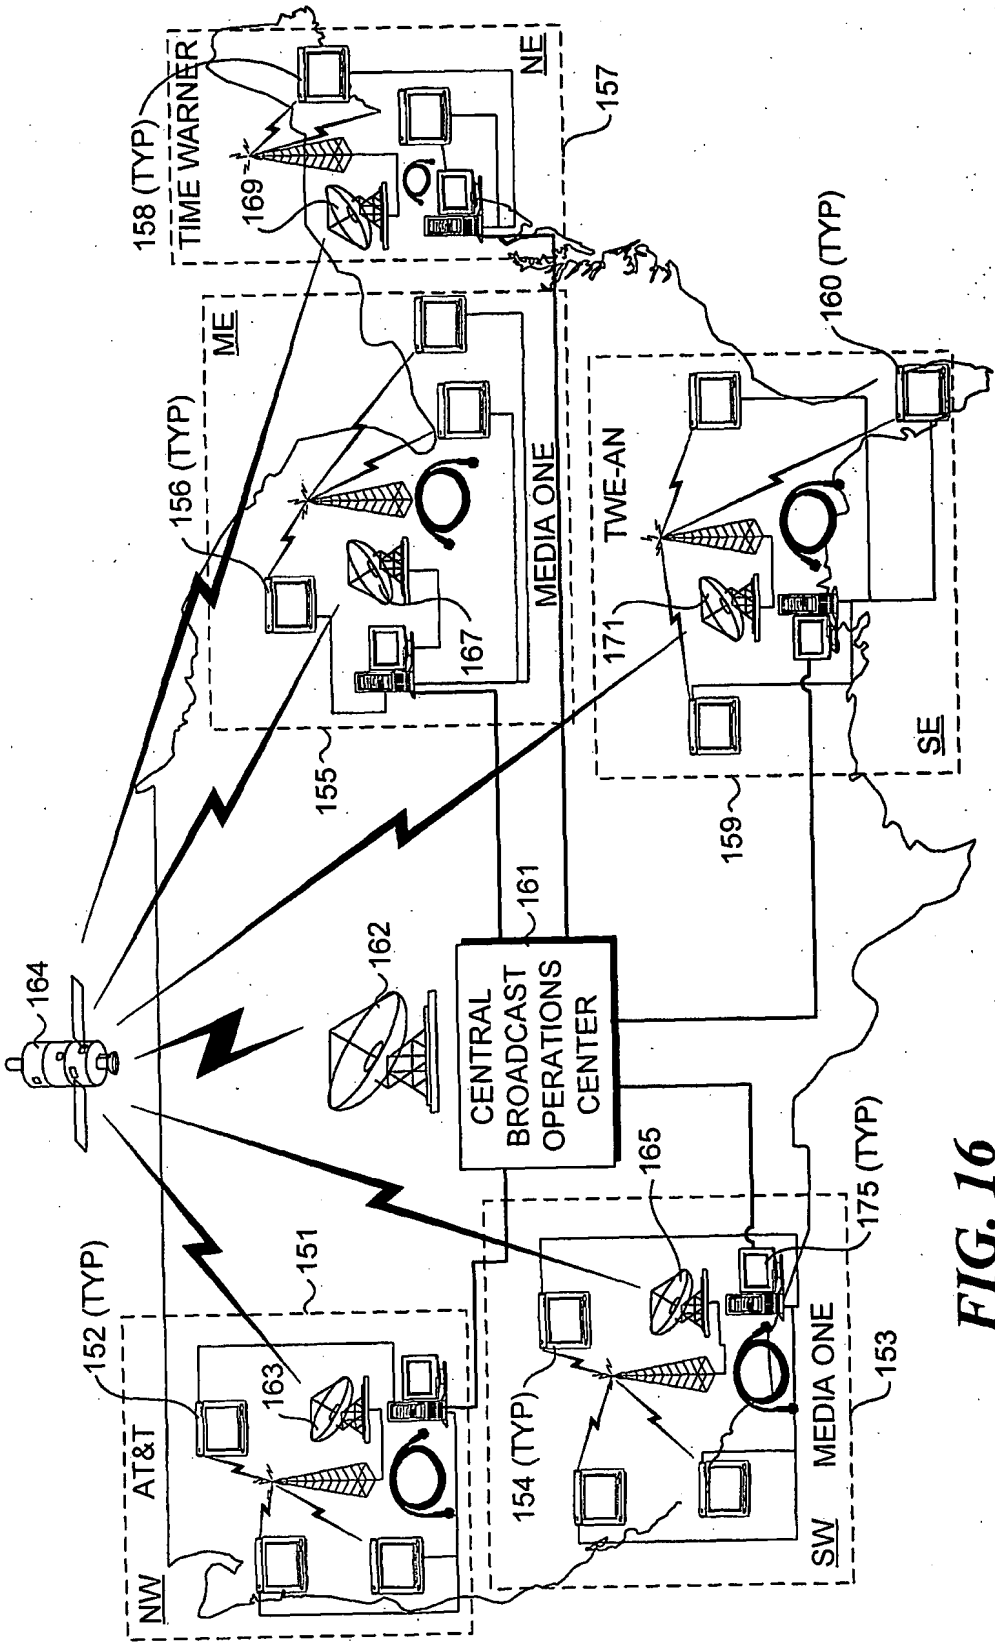 164
158 (TYP)
TIME WARNER
169
NE
157
156 (TYP)
ME
167
MEDIA ONE
155
152 (TYP)
AT&T
163
151
NW
162
161
CENTRAL
BROADCAST
OPERATIONS
CENTER
160 (TYP)
TWE-AN
171
159
SE
165
154 (TYP)
175 (TYP)
MEDIA ONE
SW
153
FIG. 16